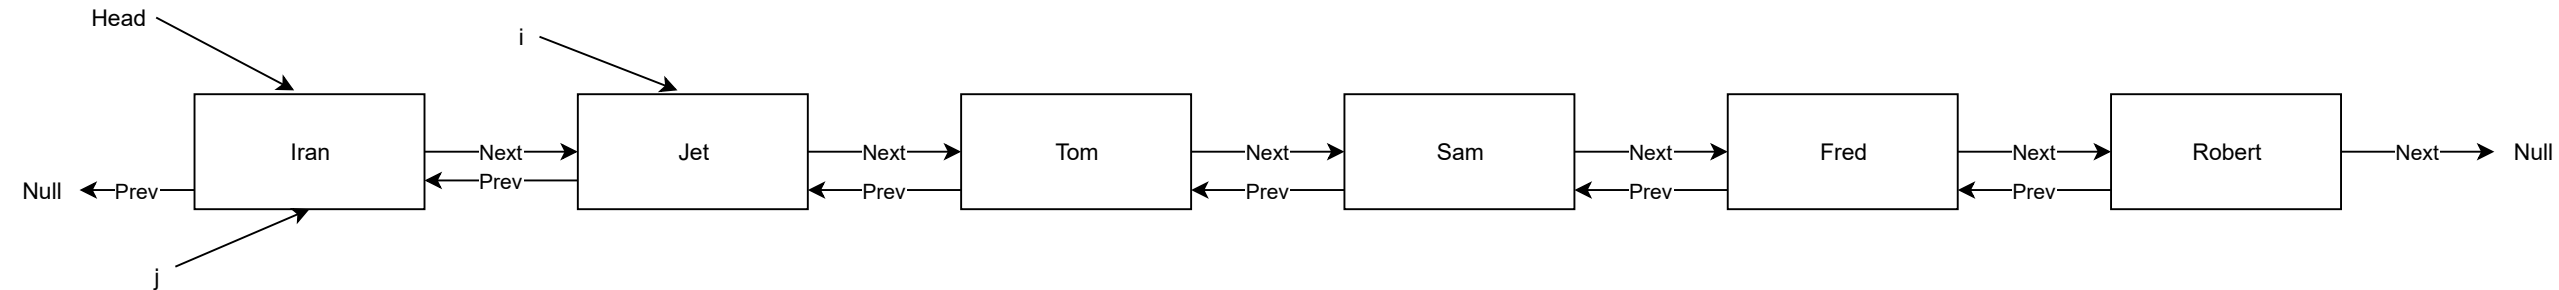 Head
i
Iran
Next
Jet
Next
Tom
Next
Sam
Next
Fred
Next
Robert
Next
Null
Null
Prev
Prev
Prev
Prev
Prev
Prev
j